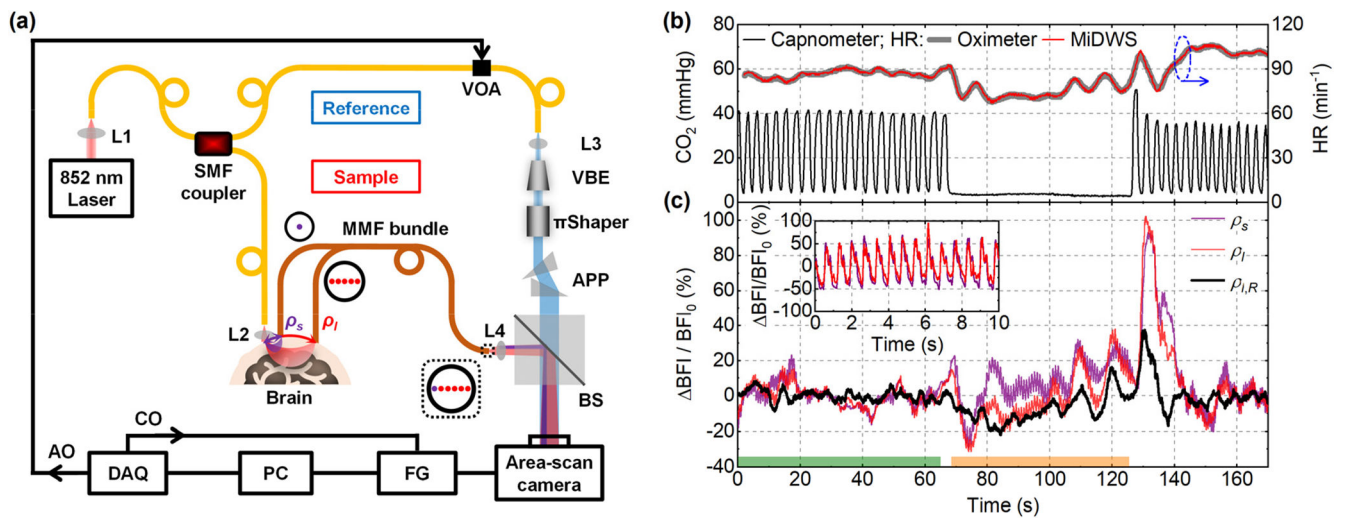 (a)
VOA
L1
852 nm
Laser
SMF
coupler
Reference
Sample
L3
VBE
πShaper
MMF bundle
APP
L2
ρs
ρl
L4
BS
Brain
CO
AO
DAQ
PC
FG
Area-scan
camera
(b)
Capnometer; HR: Oximeter MiDWS
CO2 (mmHg)
80
60
40
20
0
HR (min-1)
120
90
60
30
0
(c)
ΔBFI / BFI0 (%)
100
80
60
40
20
0
-20
-40
ΔBFI/BFI0 (%)
100
50
0
-50
-100
0 2 4 6 8 10
Time (s)
ρs
ρl
ρl,R
0 20 40 60 80 100 120 140 160
Time (s)